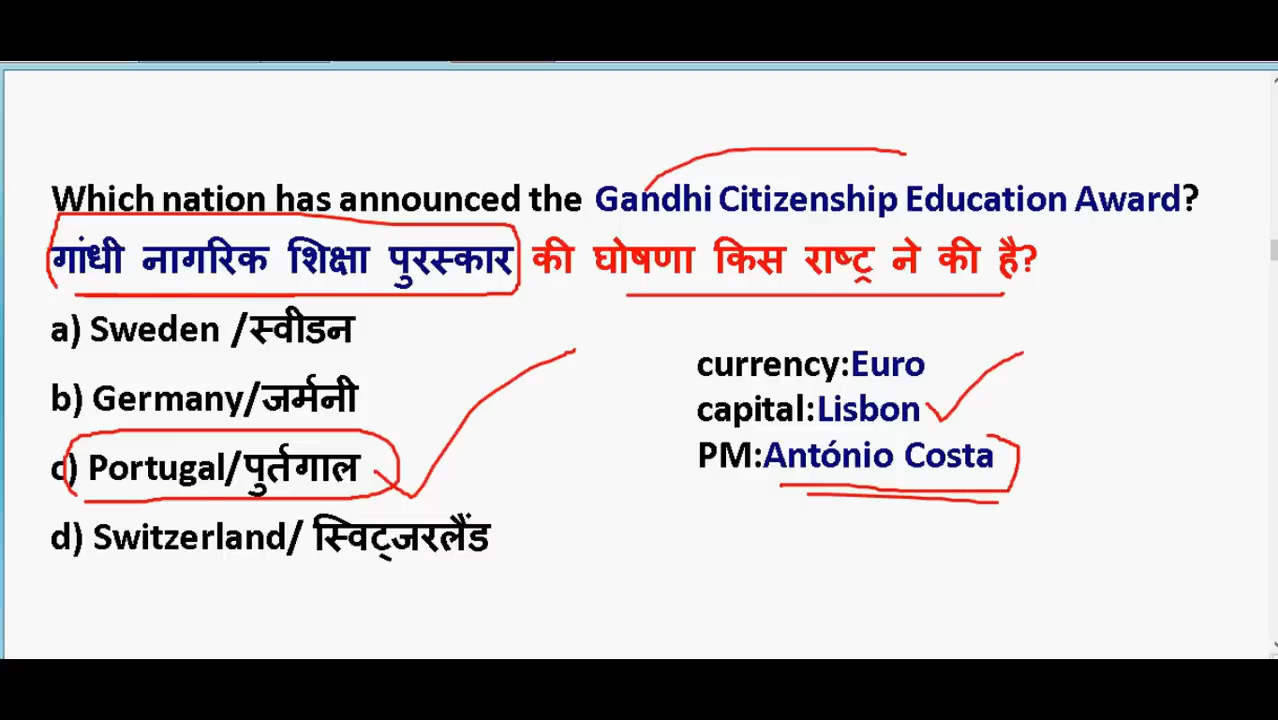 Which nation has announced the Gandhi Citizenship Education Award?
गांधी नागरिक शिक्षा पुरस्कार की घोषणा किस राष्ट्र ने की है?
a) Sweden /स्वीडन
b) Germany/जर्मनी
c) Portugal/पुर्तगाल
d) Switzerland/ स्विट्जरलैंड
currency:Euro
capital:Lisbon
PM:António Costa